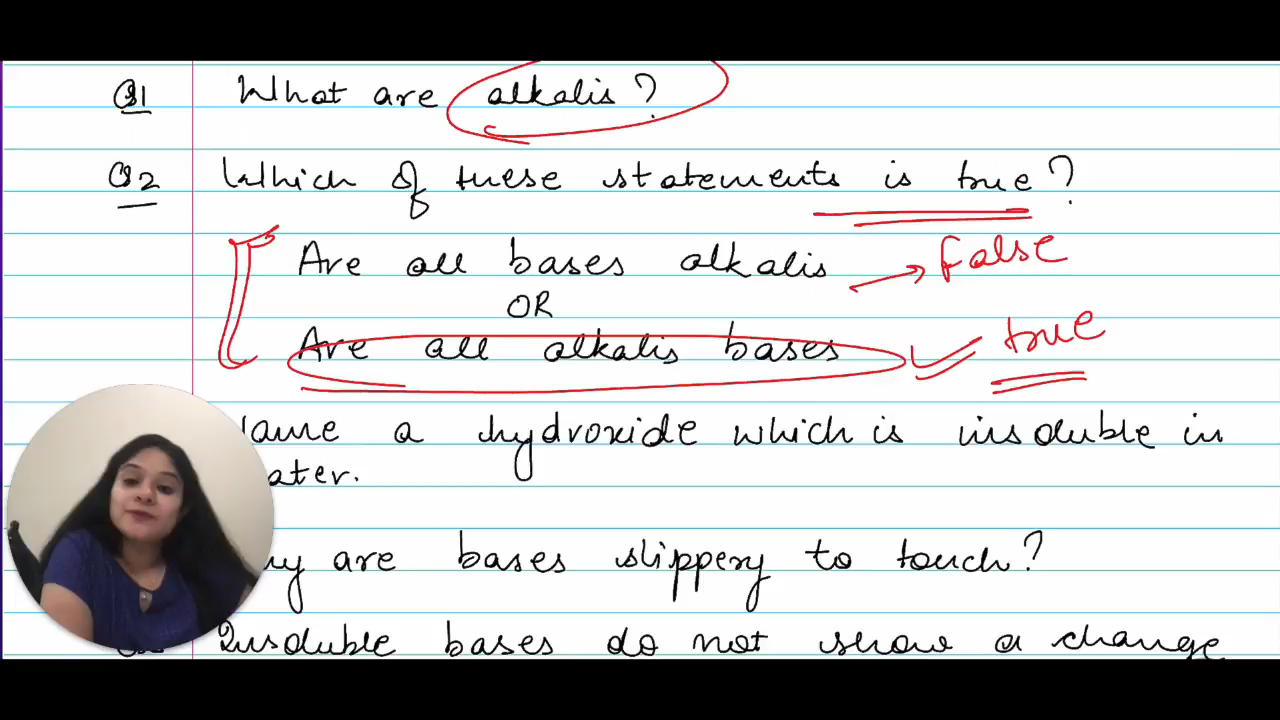 Q1 What are alkalis?
Q2 Which of these statements is true?
Are all bases alkalis → False
OR
Are all alkalis bases ✓ true
ame a hydroxide which is insoluble in
ater.
hy are bases slippery to touch?
Insoluble bases do not show a change